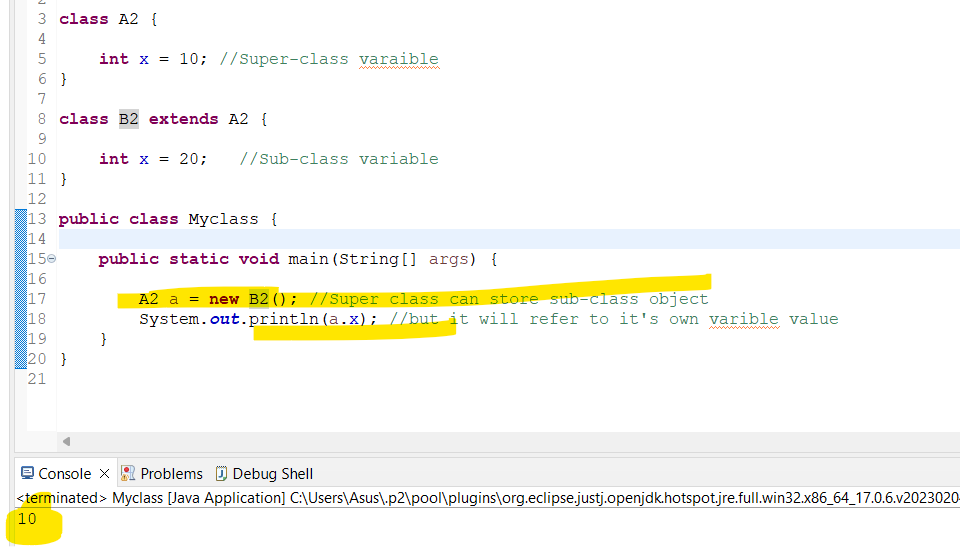 2
3 class A2 {
4
5 int x = 10; //Super-class varaible
6 }
7
8 class B2 extends A2 {
9
10 int x = 20; //Sub-class variable
11 }
12
13 public class Myclass {
14
15 public static void main(String[] args) {
16
17 A2 a = new B2(); //Super class can store sub-class object
18 System.out.println(a.x); //but it will refer to it's own varible value
19 }
20 }
21
Console Problems Debug Shell
<terminated> Myclass [Java Application] C:\Users\Asus\.p2\pool\plugins\org.eclipse.justj.openjdk.hotspot.jre.full.win32.x86_64_17.0.6.v2023020
10